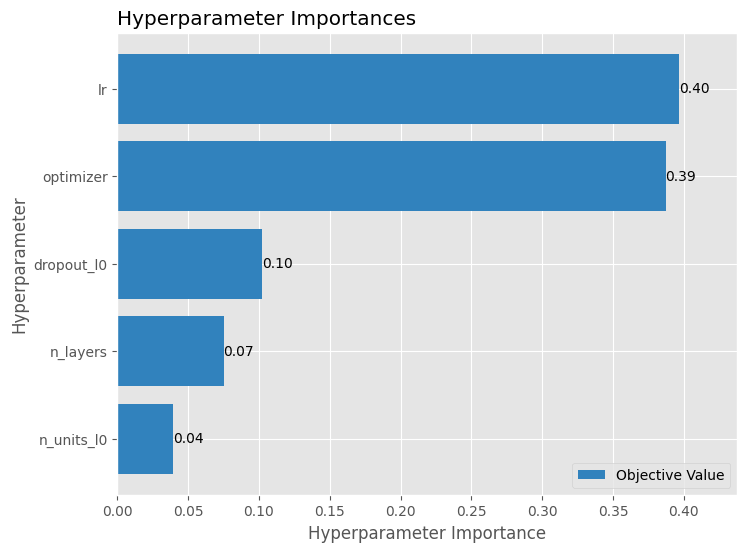 Hyperparameter Importances
Hyperparameter
lr
0.40
optimizer
0.39
dropout_l0
0.10
n_layers
0.07
n_units_l0
0.04
Objective Value
0.00 0.05 0.10 0.15 0.20 0.25 0.30 0.35 0.40
Hyperparameter Importance